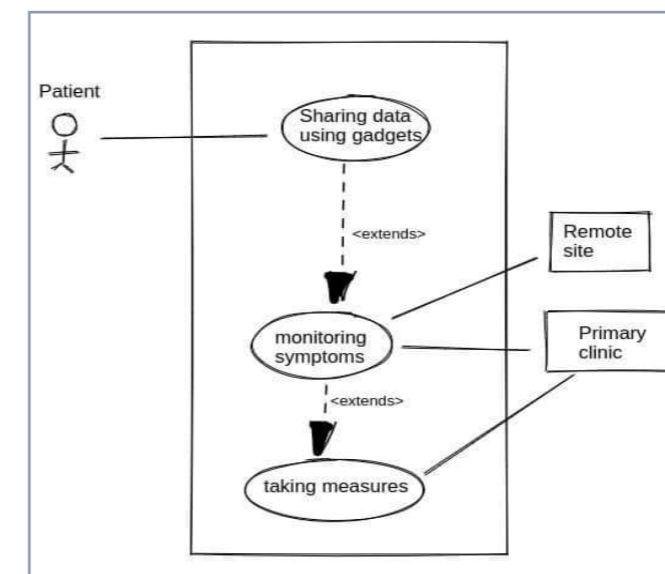 Patient
Sharing data
using gadgets
<extends>
Remote
site
monitoring
symptoms
Primary
clinic
<extends>
taking measures